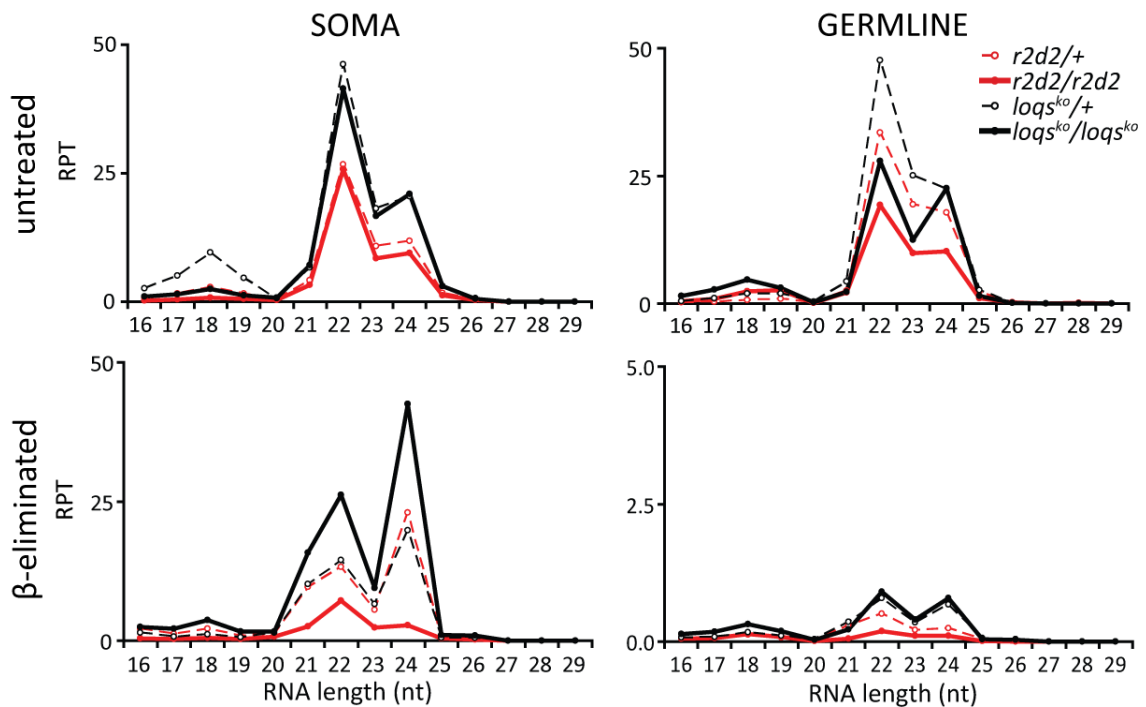 SOMA
GERMLINE
untreated
RPT
50
25
0
16 17 18 19 20 21 22 23 24 25 26 27 28 29
50
25
0
16 17 18 19 20 21 22 23 24 25 26 27 28 29
r2d2/+
r2d2/r2d2
loqsᵏᵒ/+
loqsᵏᵒ/loqsᵏᵒ
β-eliminated
RPT
50
25
0
16 17 18 19 20 21 22 23 24 25 26 27 28 29
RNA length (nt)
5.0
2.5
0.0
16 17 18 19 20 21 22 23 24 25 26 27 28 29
RNA length (nt)